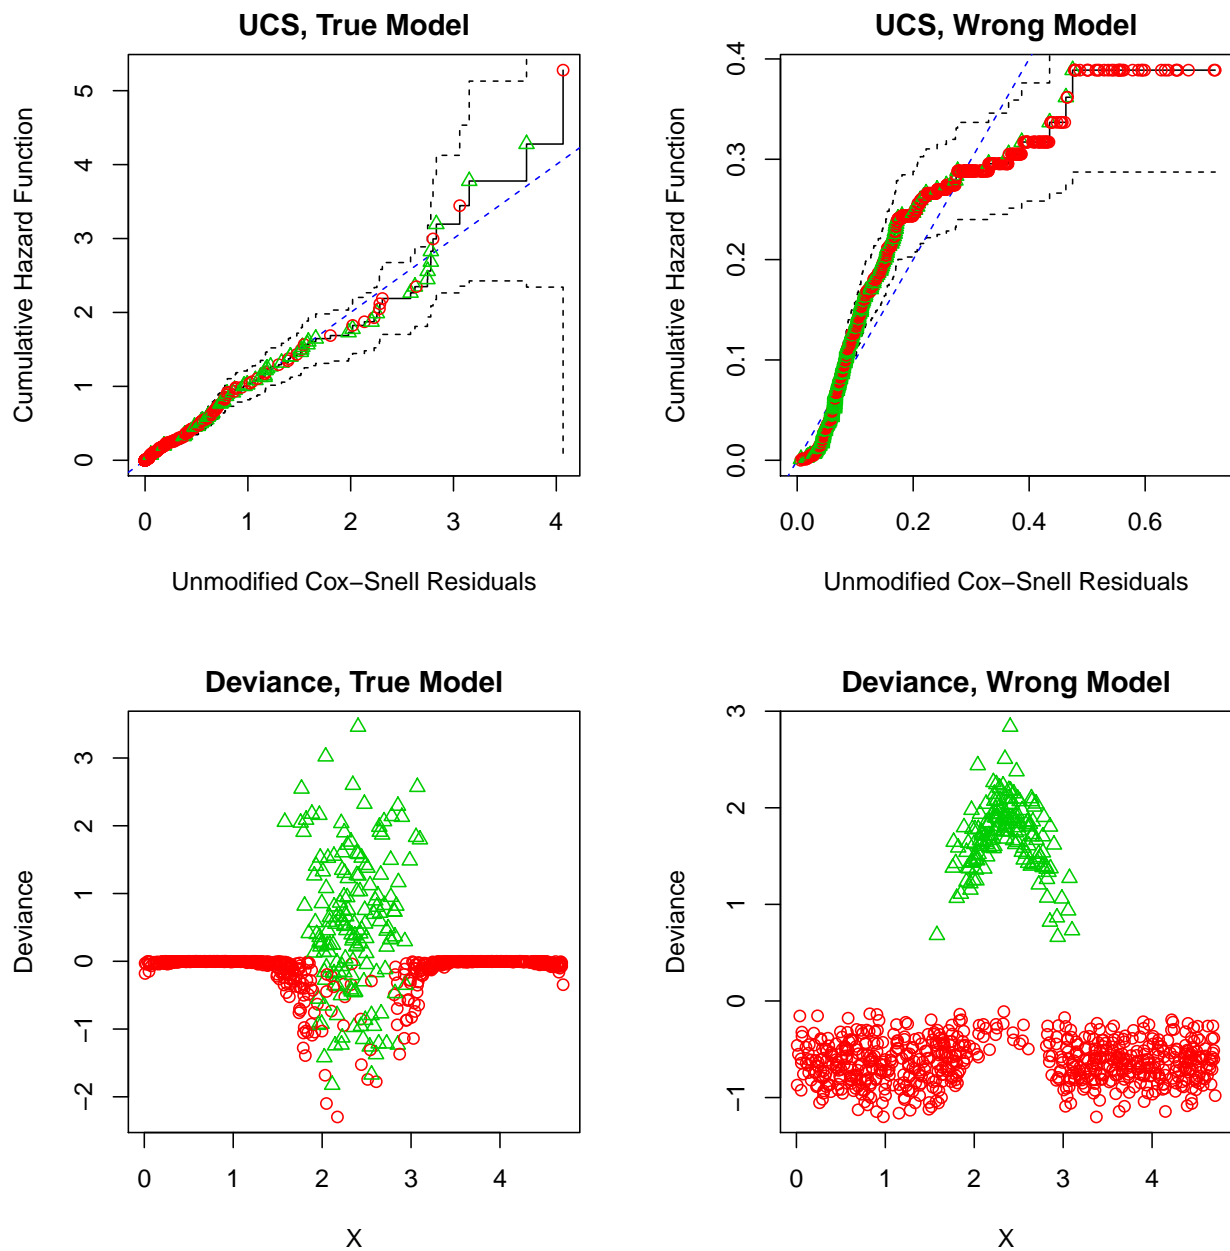 UCS, True Model
Cumulative Hazard Function
0 1 2 3 4 5
0 1 2 3 4
Unmodified Cox−Snell Residuals
UCS, Wrong Model
Cumulative Hazard Function
0.0 0.1 0.2 0.3 0.4
0.0 0.2 0.4 0.6
Unmodified Cox−Snell Residuals
Deviance, True Model
Deviance
−2 −1 0 1 2 3
0 1 2 3 4
X
Deviance, Wrong Model
Deviance
−1 0 1 2 3
0 1 2 3 4
X